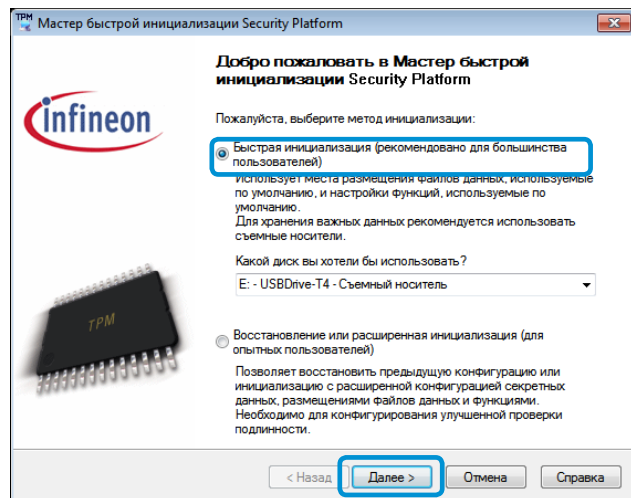 TPM
Мастер быстрой инициализации Security Platform
Добро пожаловать в Мастер быстрой
инициализации Security Platform
infineon
Пожалуйста, выберите метод инициализации:
Быстрая инициализация (рекомендовано для большинства
пользователей)
Использует места размещения файлов данных, используемые
по умолчанию, и настройки функций, используемые по
умолчанию.
Для хранения важных данных рекомендуется использовать
съемные носители.
Какой диск вы хотели бы использовать?
E: - USBDrive-T4 - Съемный носитель
TPM
Восстановление или расширенная инициализация (для
опытных пользователей)
Позволяет восстановить предыдущую конфигурацию или
инициализацию с расширенной конфигурацией секретных
данных, размещениями файлов данных и функциями.
Необходимо для конфигурирования улучшенной проверки
подлинности.
< Назад Далее > Отмена Справка